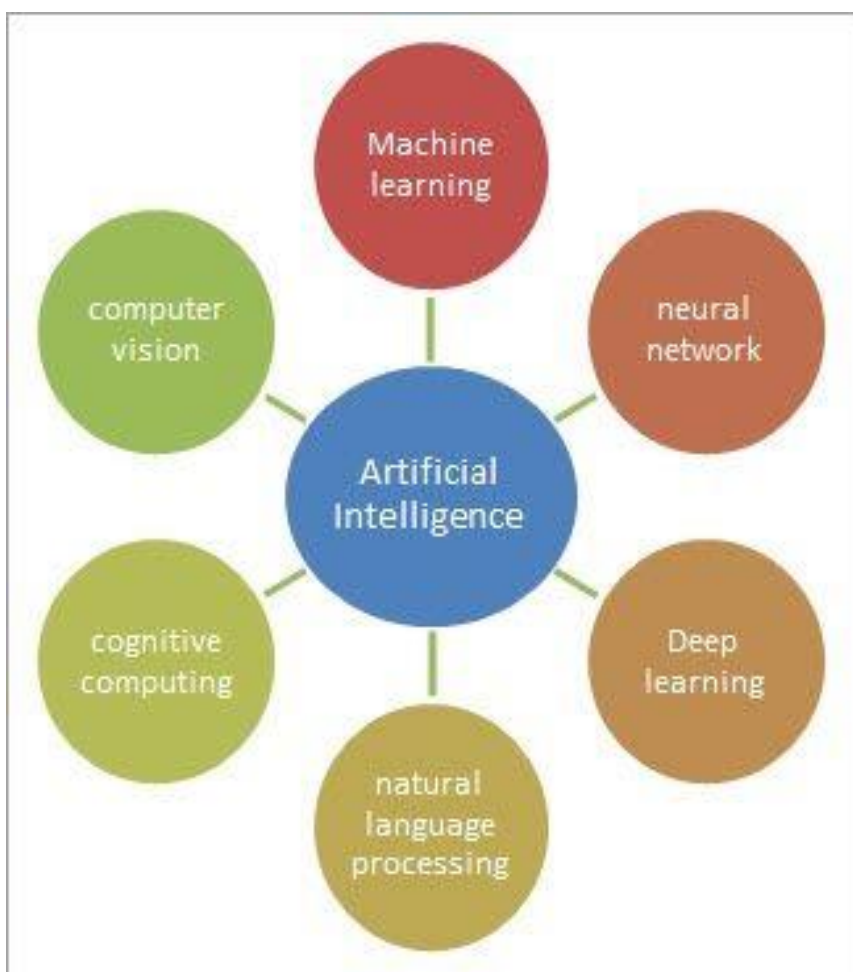 Machine
learning
neural
network
Deep
learning
natural
language
processing
cognitive
computing
computer
vision
Artificial
Intelligence